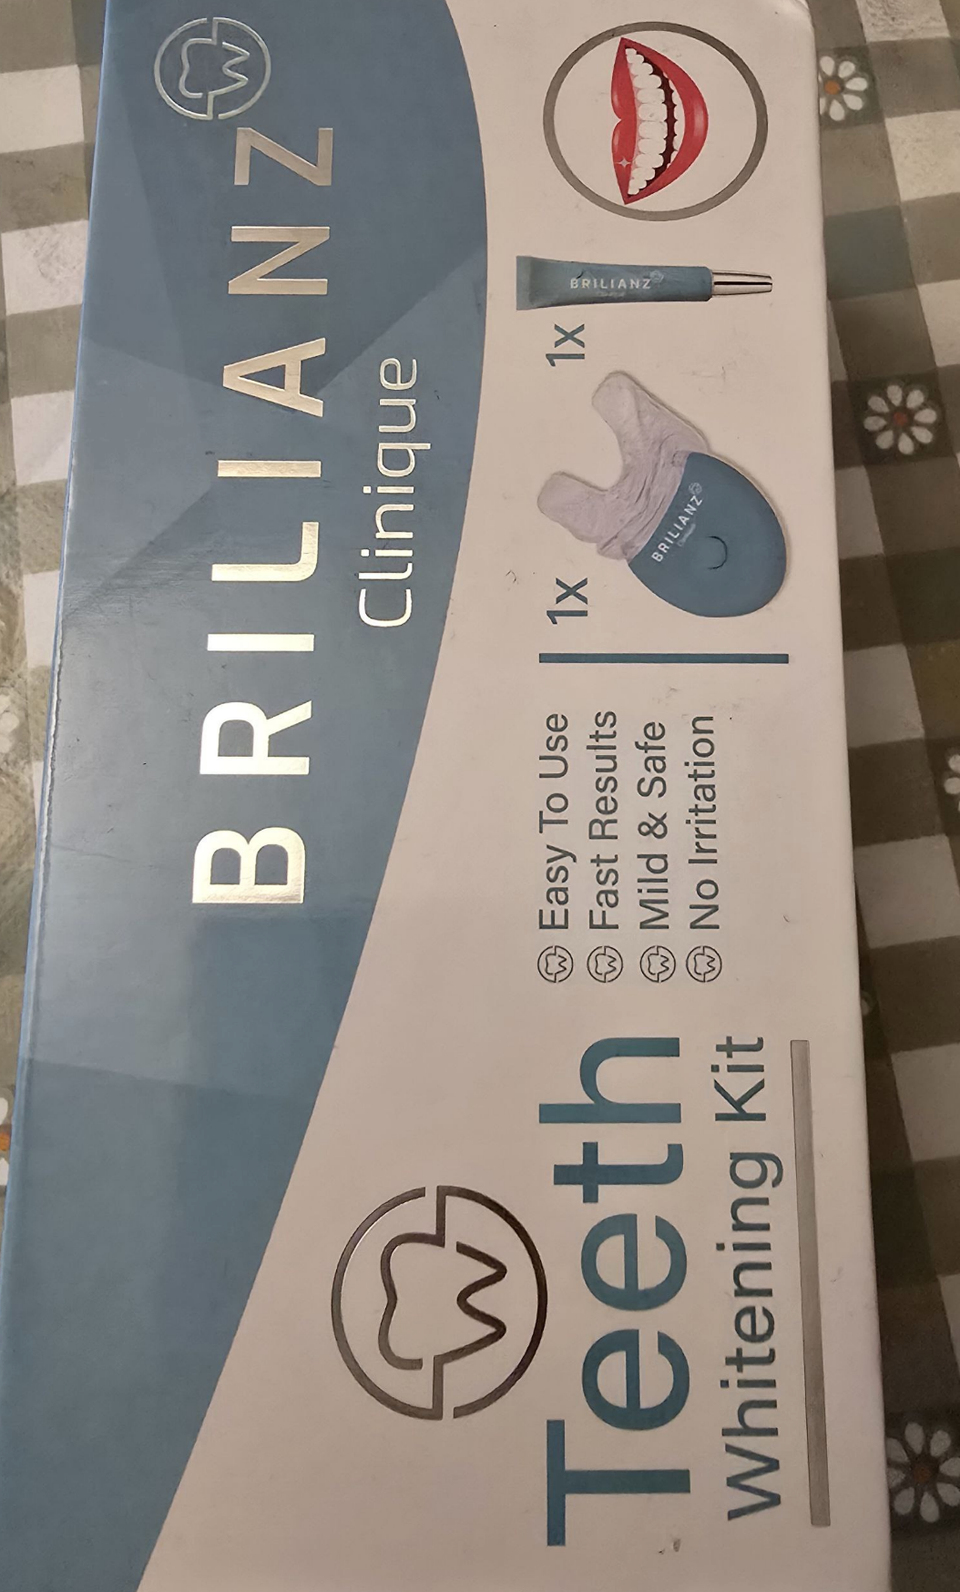 BRILIANZ
Clinique
Teeth
Whitening Kit
Easy To Use
Fast Results
Mild & Safe
No Irritation
1x
BRILIANZ
1x
BRILIANZ